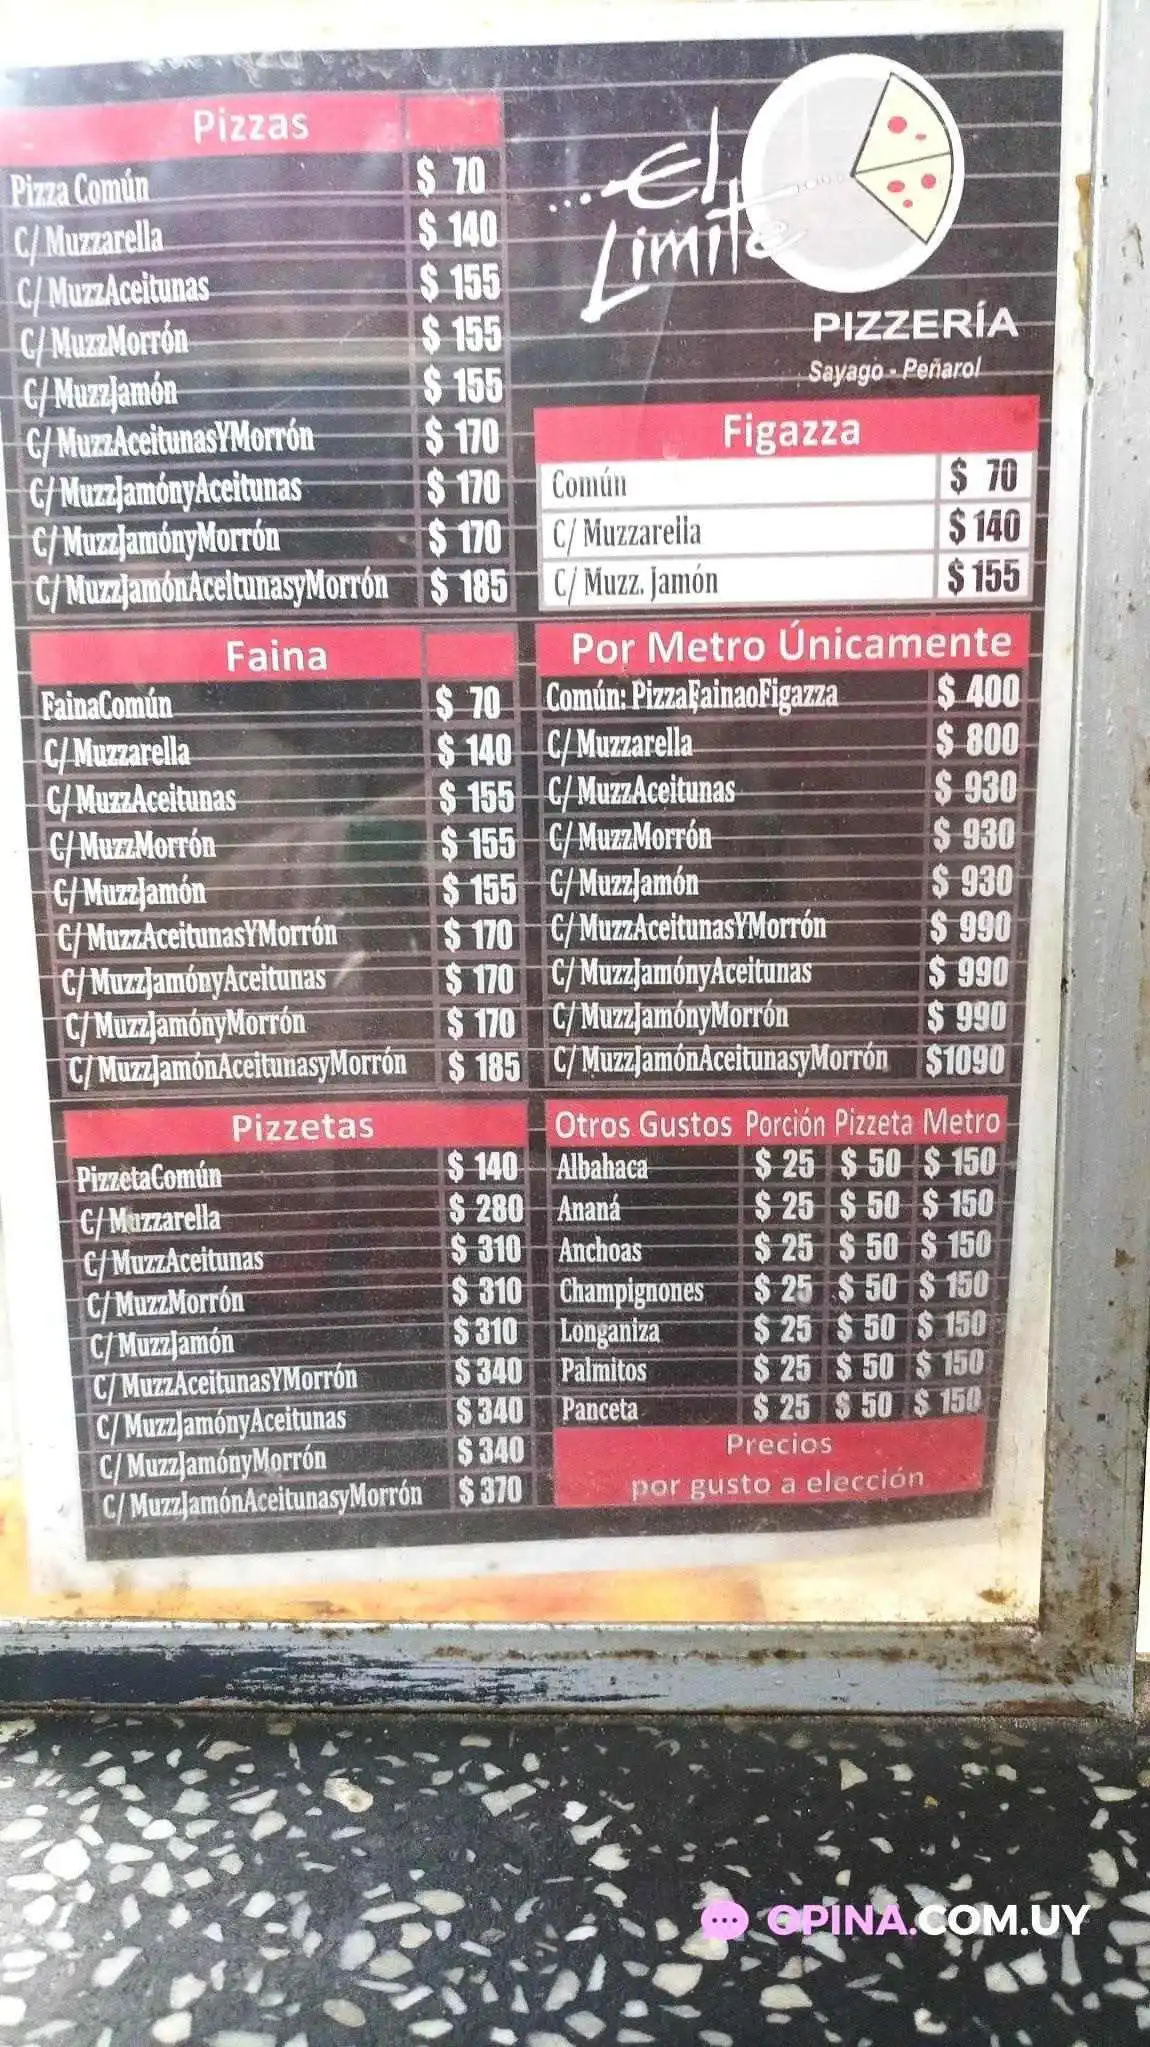 Pizzas
Pizza Común $ 70
C/ Muzzarella $ 140
C/ MuzzAceitunas $ 155
C/ MuzzMorrón $ 155
C/ MuzzJamón $ 155
C/ MuzzAceitunasYMorrón $ 170
C/ MuzzJamónyAceitunas $ 170
C/ MuzzJamónyMorrón $ 170
C/ MuzzJamónAceitunasyMorrón $ 185
...El
Limite
PIZZERÍA
Sayago - Peñarol
Figazza
Común $ 70
C/ Muzzarella $ 140
C/ Muzz. Jamón $ 155
Faina
FainaComún $ 70
C/ Muzzarella $ 140
C/ MuzzAceitunas $ 155
C/ MuzzMorrón $ 155
C/ MuzzJamón $ 155
C/ MuzzAceitunasYMorrón $ 170
C/ MuzzJamónyAceitunas $ 170
C/ MuzzJamónyMorrón $ 170
C/ MuzzJamónAceitunasyMorrón $ 185
Por Metro Únicamente
Común: Pizza,FainaoFigazza $ 400
C/ Muzzarella $ 800
C/ MuzzAceitunas $ 930
C/ MuzzMorrón $ 930
C/ MuzzJamón $ 930
C/ MuzzAceitunasYMorrón $ 990
C/ MuzzJamónyAceitunas $ 990
C/ MuzzJamónyMorrón $ 990
C/ MuzzJamónAceitunasyMorrón $1090
Pizzetas
PizzetaComún $ 140
C/ Muzzarella $ 280
C/ MuzzAceitunas $ 310
C/ MuzzMorrón $ 310
C/ MuzzJamón $ 310
C/ MuzzAceitunasYMorrón $ 340
C/ MuzzJamónyAceitunas $ 340
C/ MuzzJamónyMorrón $ 340
C/ MuzzJamónAceitunasyMorrón $ 370
Otros Gustos Porción Pizzeta Metro
Albahaca $ 25 $ 50 $ 150
Ananá $ 25 $ 50 $ 150
Anchoas $ 25 $ 50 $ 150
Champignones $ 25 $ 50 $ 150
Longaniza $ 25 $ 50 $ 150
Palmitos $ 25 $ 50 $ 150
Panceta $ 25 $ 50 $ 150
Precios
por gusto a elección
OPINA.COM.UY